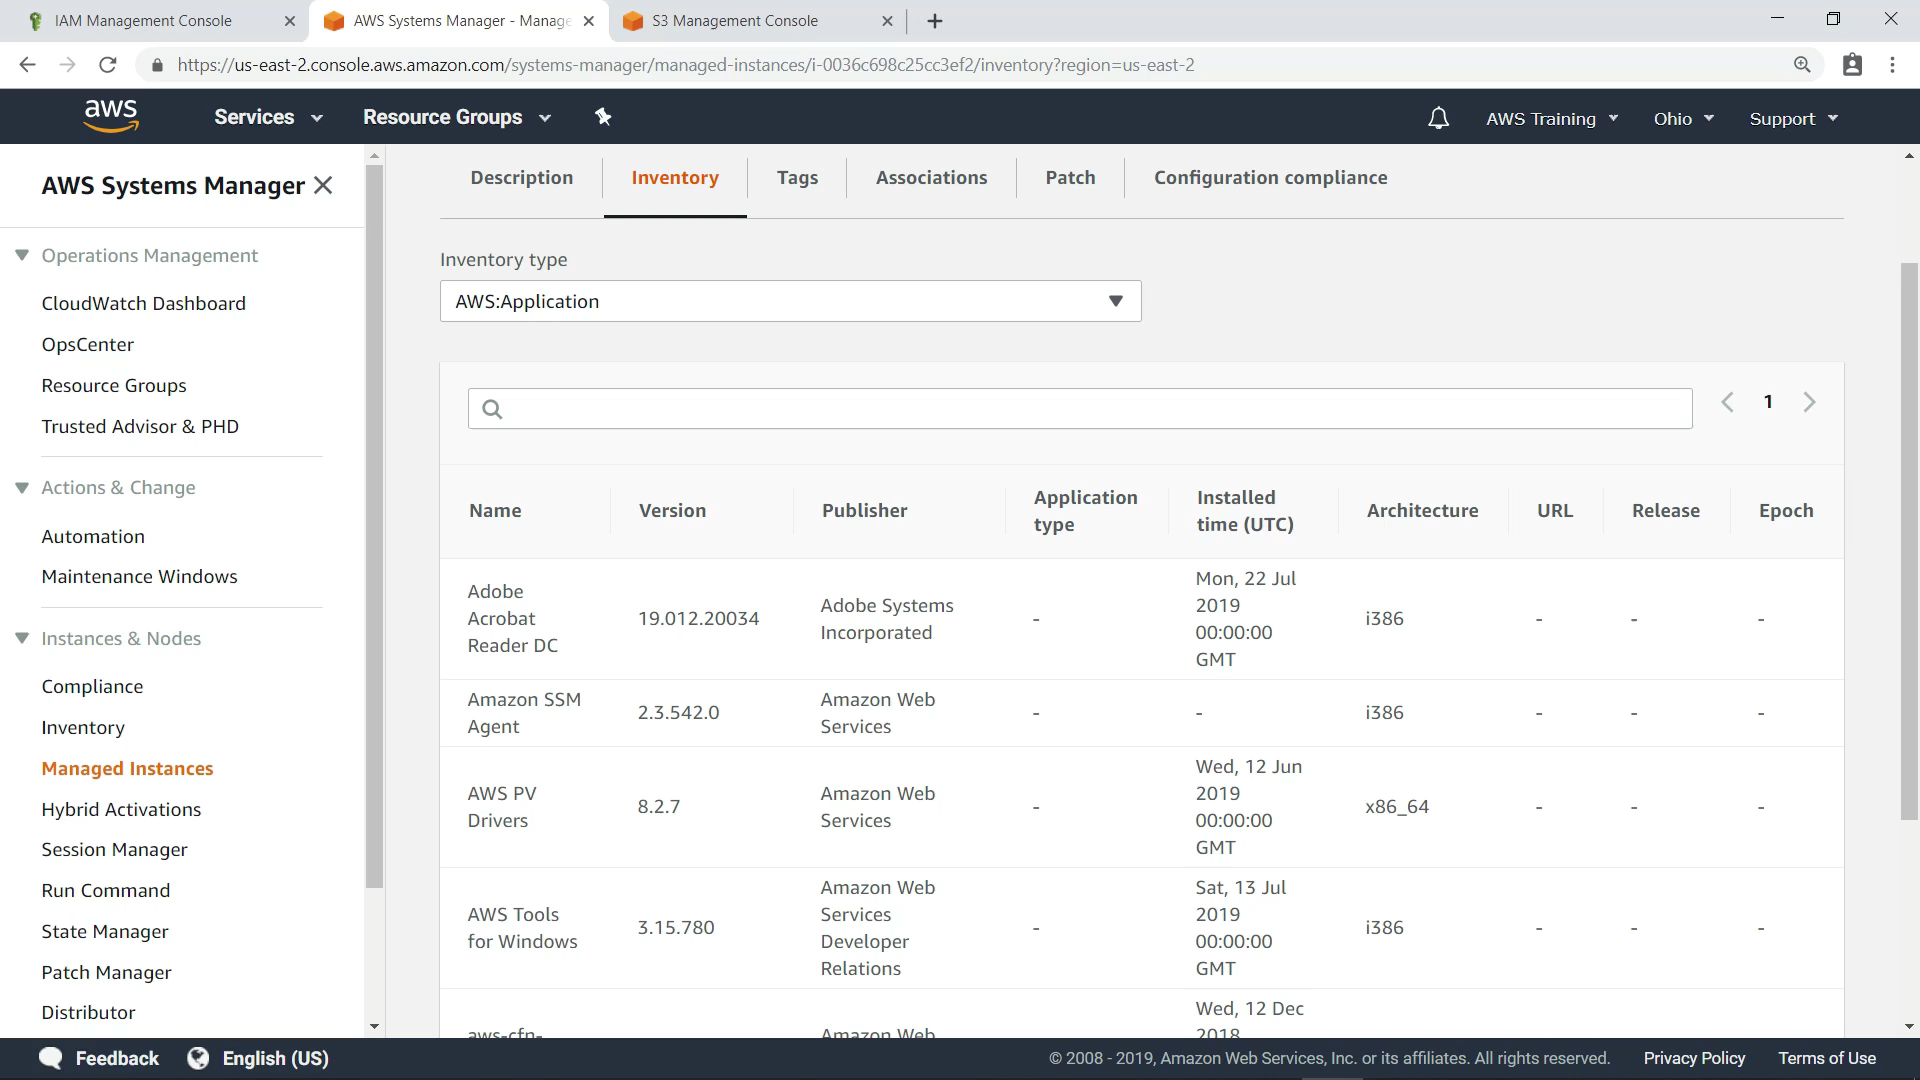 IAM Management Console
AWS Systems Manager - Manage
S3 Management Console
https://us-east-2.console.aws.amazon.com/systems-manager/managed-instances/i-0036c698c25cc3ef2/inventory?region=us-east-2
aws
Services
Resource Groups
AWS Training
Ohio
Support
AWS Systems Manager
Operations Management
CloudWatch Dashboard
OpsCenter
Resource Groups
Trusted Advisor & PHD
Actions & Change
Automation
Maintenance Windows
Instances & Nodes
Compliance
Inventory
Managed Instances
Hybrid Activations
Session Manager
Run Command
State Manager
Patch Manager
Distributor
Description
Inventory
Tags
Associations
Patch
Configuration compliance
Inventory type
AWS:Application
1
Name
Version
Publisher
Application
type
Installed
time (UTC)
Architecture
URL
Release
Epoch
Adobe
Acrobat
Reader DC
19.012.20034
Adobe Systems
Incorporated
-
Mon, 22 Jul
2019
00:00:00
GMT
i386
-
-
-
Amazon SSM
Agent
2.3.542.0
Amazon Web
Services
-
-
i386
-
-
-
AWS PV
Drivers
8.2.7
Amazon Web
Services
-
Wed, 12 Jun
2019
00:00:00
GMT
x86_64
-
-
-
AWS Tools
for Windows
3.15.780
Amazon Web
Services
Developer
Relations
-
Sat, 13 Jul
2019
00:00:00
GMT
i386
-
-
-
aws-cfn-
Amazon Web
Wed, 12 Dec
2018
Feedback
English (US)
© 2008 - 2019, Amazon Web Services, Inc. or its affiliates. All rights reserved.
Privacy Policy
Terms of Use